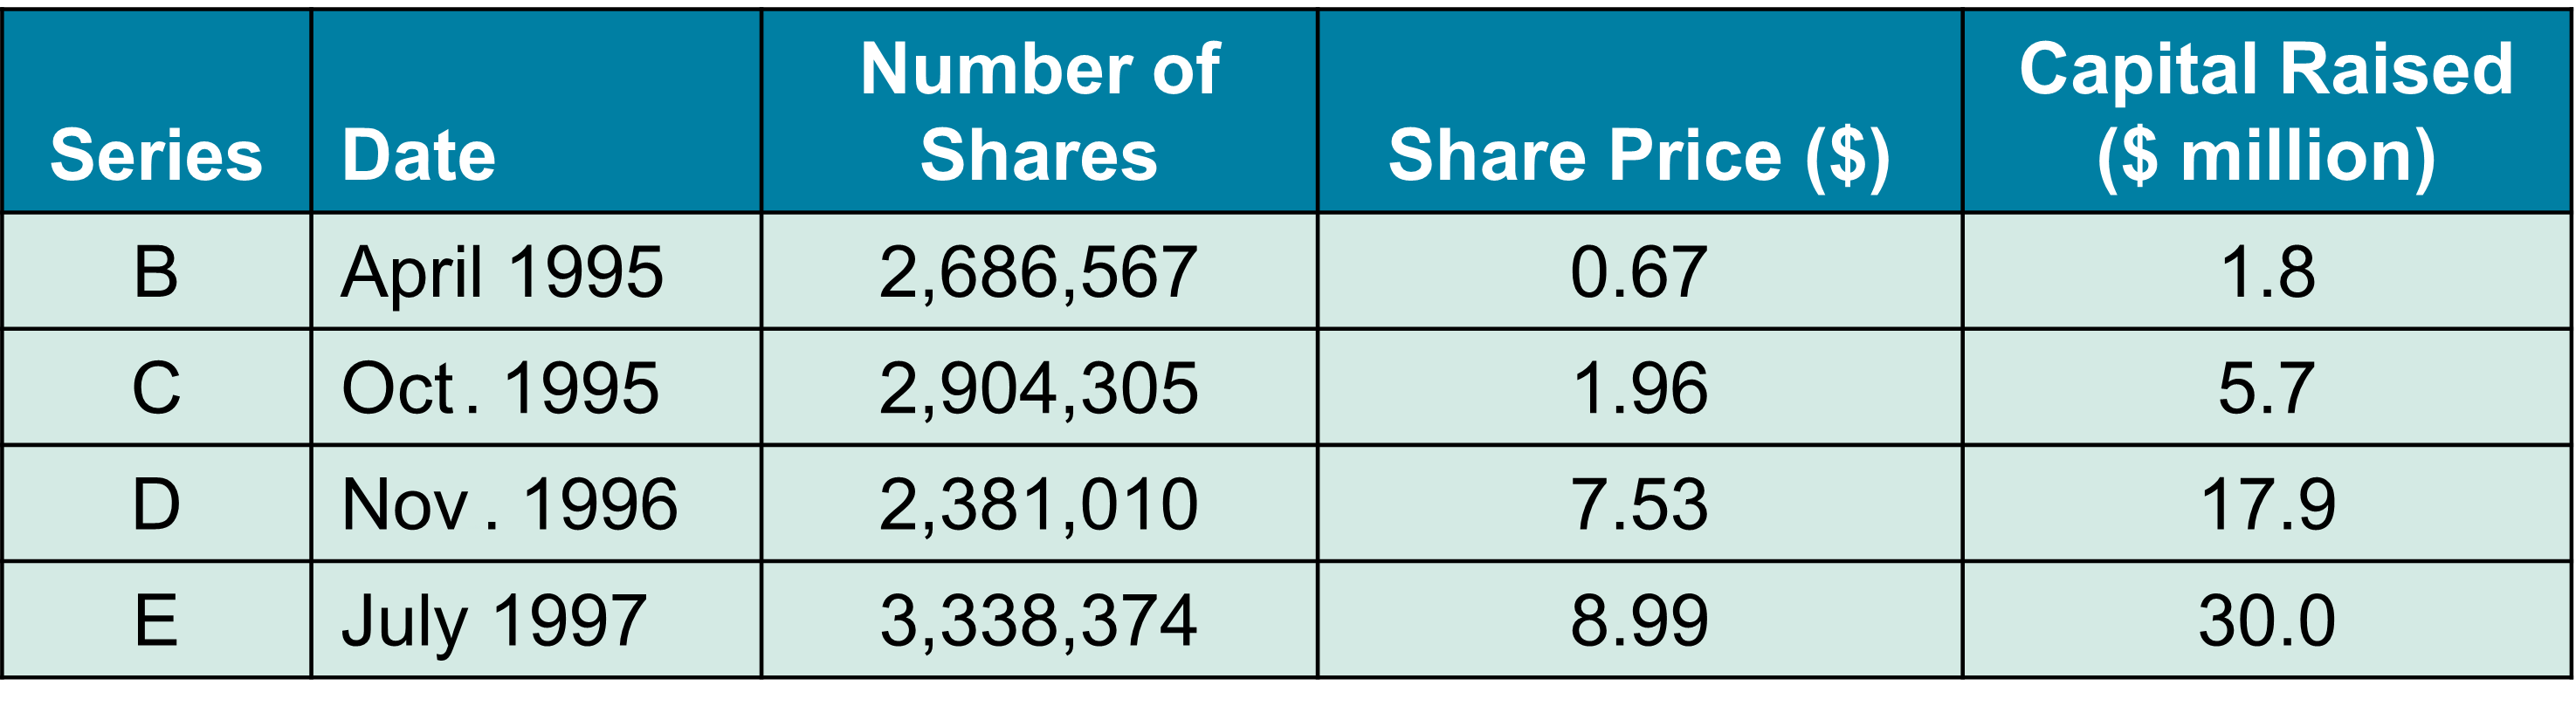 Series Date Number of Shares Share Price ($) Capital Raised ($ million)
B April 1995 2,686,567 0.67 1.8
C Oct. 1995 2,904,305 1.96 5.7
D Nov. 1996 2,381,010 7.53 17.9
E July 1997 3,338,374 8.99 30.0